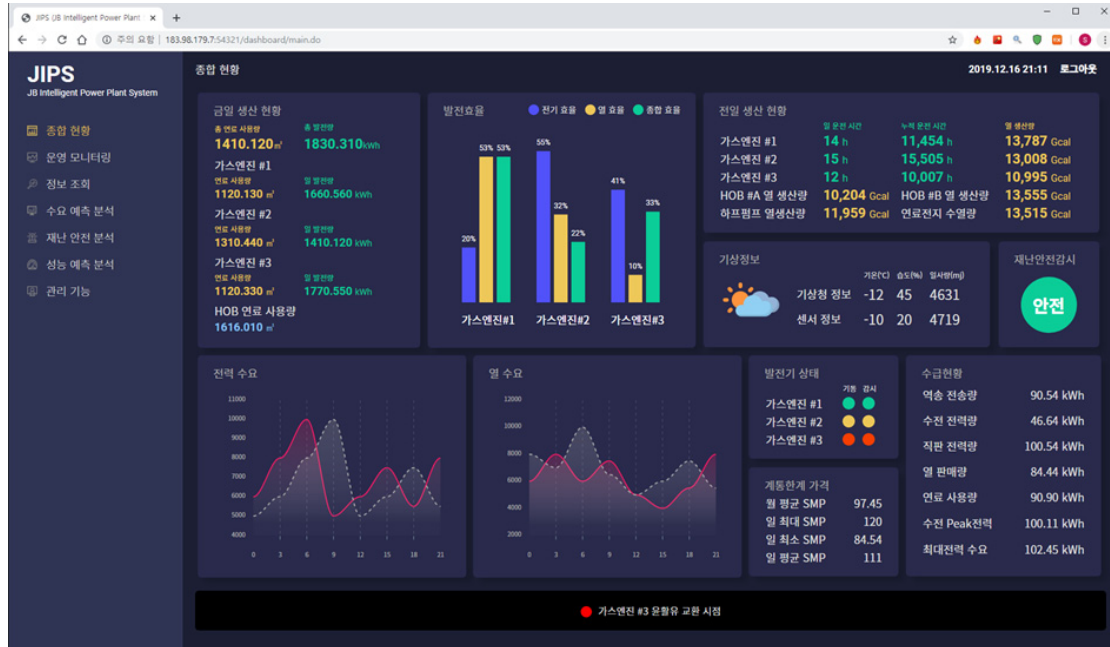 JIPS (JB Intelligent Power Plant
주의 요함 | 183.98.179.7:54321/dashboard/main.do
JIPS
JB Intelligent Power Plant System
종합 현황
운영 모니터링
정보 조회
수요 예측 분석
재난 안전 분석
성능 예측 분석
관리 기능
종합 현황
2019.12.16 21:11 로그아웃
금일 생산 현황
총 연료 사용량 총 발전량
1410.120㎥ 1830.310kWh
가스엔진 #1
연료 사용량 일 발전량
1120.130 ㎥ 1660.560 kWh
가스엔진 #2
연료 사용량 일 발전량
1310.440 ㎥ 1410.120 kWh
가스엔진 #3
연료 사용량 일 발전량
1120.330 ㎥ 1770.550 kWh
HOB 연료 사용량
1616.010 ㎥
발전효율
전기 효율 열 효율 종합 효율
20% 53% 53% 55% 32% 22% 41% 10% 33%
가스엔진#1 가스엔진#2 가스엔진#3
전일 생산 현황
일 운전 시간 누적 운전 시간 열 생산량
가스엔진 #1 14 h 11,454 h 13,787 Gcal
가스엔진 #2 15 h 15,505 h 13,008 Gcal
가스엔진 #3 12 h 10,007 h 10,995 Gcal
HOB #A 열 생산량 10,204 Gcal HOB #B 열 생산량 13,555 Gcal
하프펌프 열생산량 11,959 Gcal 연료전지 수열량 13,515 Gcal
기상정보
기온(℃) 습도(%) 일사량(mj)
기상청 정보 -12 45 4631
센서 정보 -10 20 4719
재난안전감시
안전
전력 수요
11000
10000
9000
8000
7000
6000
5000
4000
0 3 6 9 12 15 18 21
열 수요
12000
10000
8000
6000
4000
2000
0 3 6 9 12 15 18 21
발전기 상태
기동 감시
가스엔진 #1
가스엔진 #2
가스엔진 #3
계통한계 가격
월 평균 SMP 97.45
일 최대 SMP 120
일 최소 SMP 84.54
일 평균 SMP 111
수급현황
역송 전송량 90.54 kWh
수전 전력량 46.64 kWh
직판 전력량 100.54 kWh
열 판매량 84.44 kWh
연료 사용량 90.90 kWh
수전 Peak전력 100.11 kWh
최대전력 수요 102.45 kWh
가스엔진 #3 윤활유 교환 시점